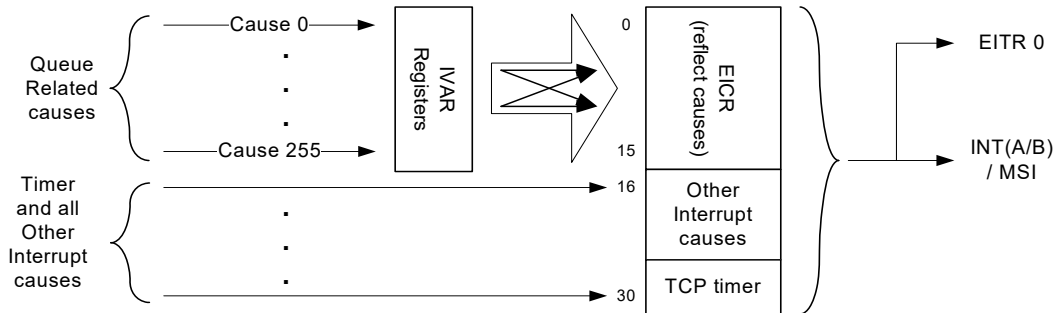 Queue
Related
causes
Cause 0
.
.
.
.
Cause 255
IVAR
Registers
0
15
EICR
(reflect causes)
EITR 0
INT(A/B)
/ MSI
Timer
and all
Other
Interrupt
causes
.
.
.
16
30
Other
Interrupt
causes
TCP timer